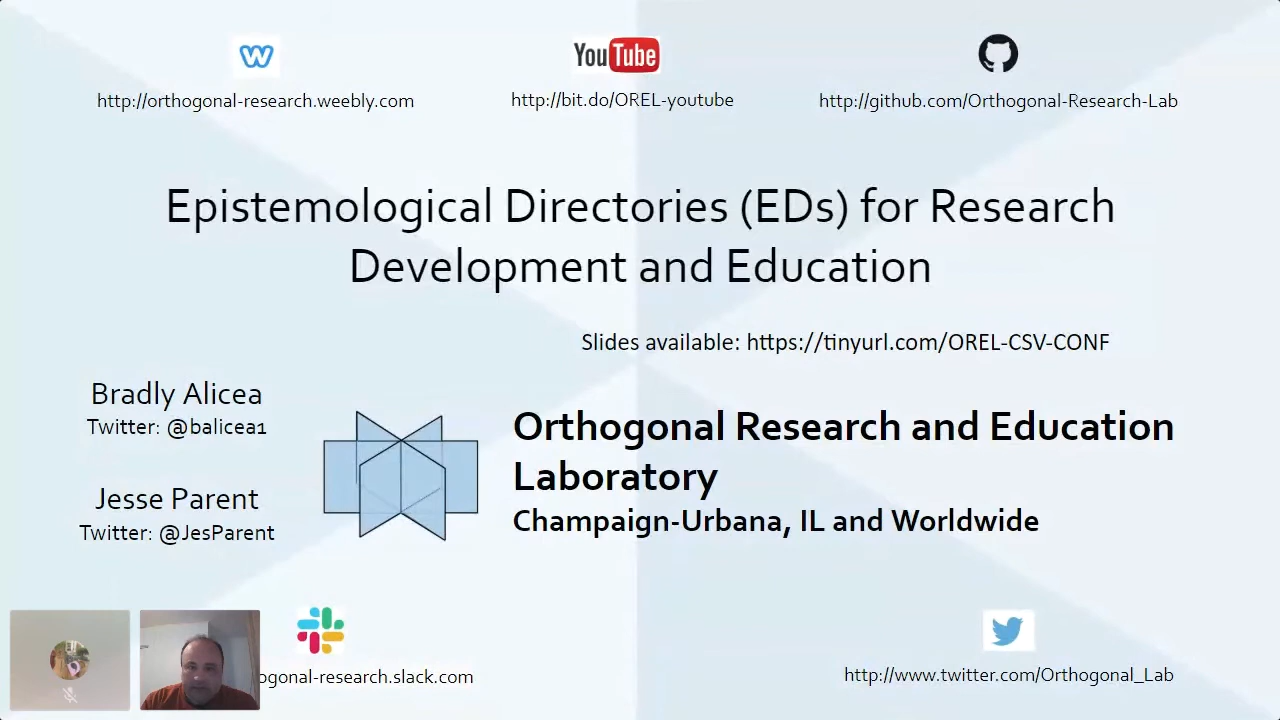 You Tube
http://orthogonal-research.weebly.com
http://bit.do/OREL-youtube
http://github.com/Orthogonal-Research-Lab
Epistemological Directories (EDs) for Research
Development and Education
Slides available: https://tinyurl.com/OREL-CSV-CONF
Bradly Alicea
Twitter: @balicea1
Jesse Parent
Twitter: @JesParent
Orthogonal Research and Education
Laboratory
Champaign-Urbana, IL and Worldwide
ogonal-research.slack.com
http://www.twitter.com/Orthogonal_Lab